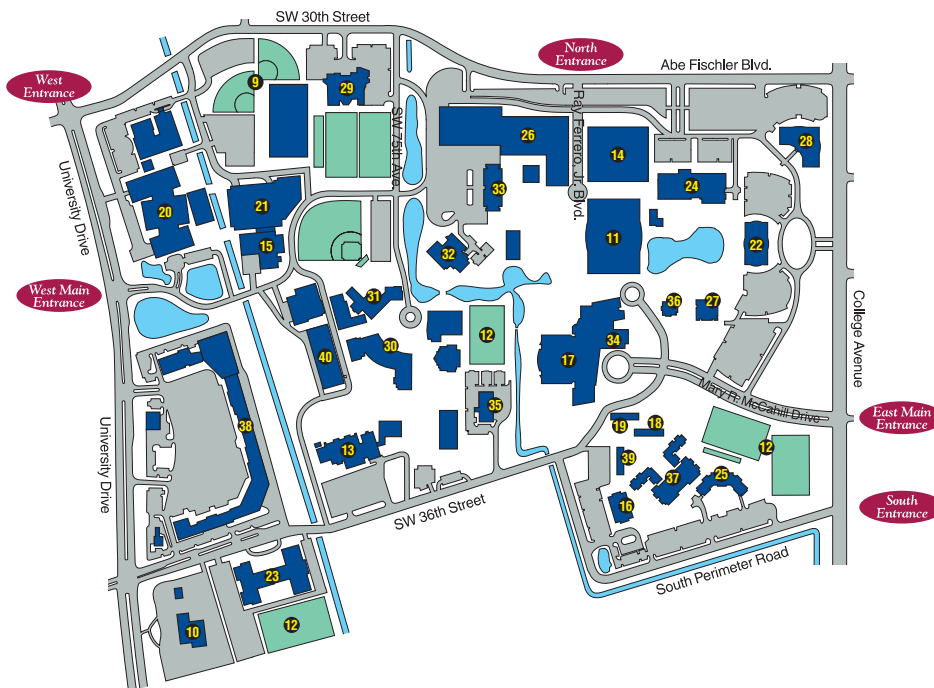 SW 30th Street
North
Entrance
Abe Fischler Blvd.
West
Entrance
9
29
SW 75th Ave.
Ray Ferrero, Jr. Blvd.
26
14
28
33
24
University Drive
20
21
15
32
11
22
West Main
Entrance
31
36
27
College Avenue
12
34
30
40
17
Mary R. McCahill Drive
35
University Drive
38
19
18
East Main
Entrance
13
39
12
37
25
16
South
Entrance
SW 36th Street
South Perimeter Road
23
10
12